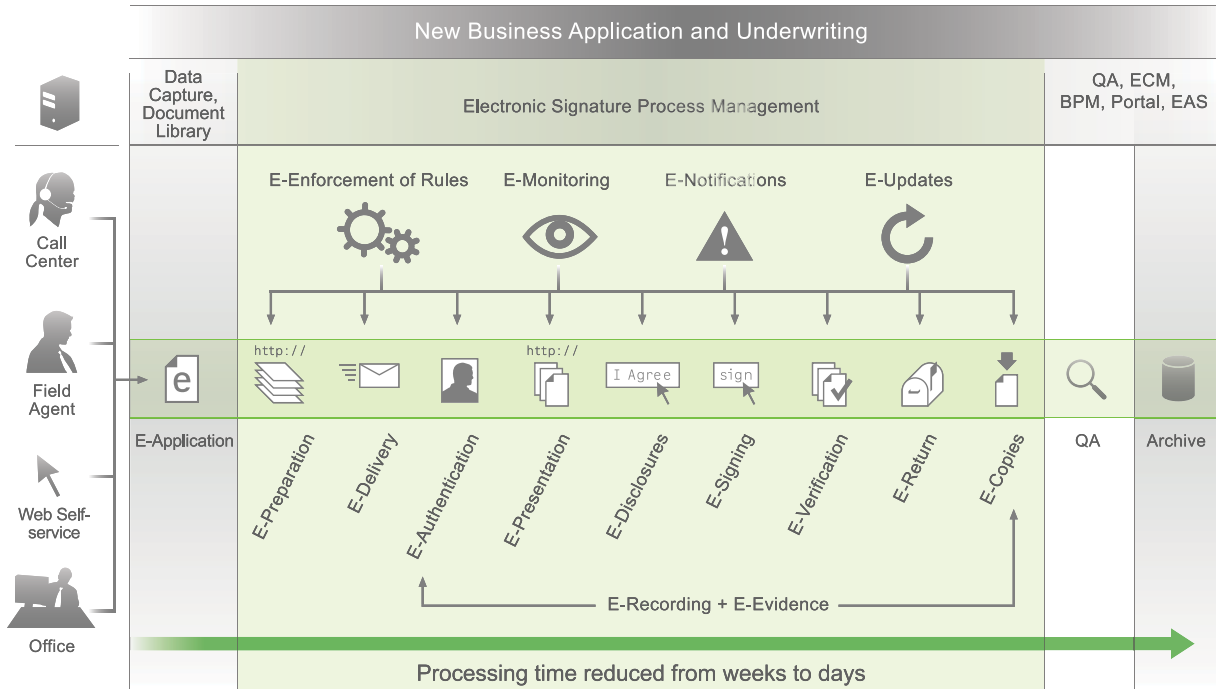 New Business Application and Underwriting
Data
Capture,
Document
Library
Electronic Signature Process Management
QA, ECM,
BPM, Portal, EAS
E-Enforcement of Rules
E-Monitoring
E-Notifications
E-Updates
Call
Center
Field
Agent
Web Self-
service
Office
http://
http://
I Agree
sign
e
E-Application
E-Preparation
E-Delivery
E-Authentication
E-Presentation
E-Disclosures
E-Signing
E-Verification
E-Return
E-Copies
QA
Archive
E-Recording + E-Evidence
Processing time reduced from weeks to days